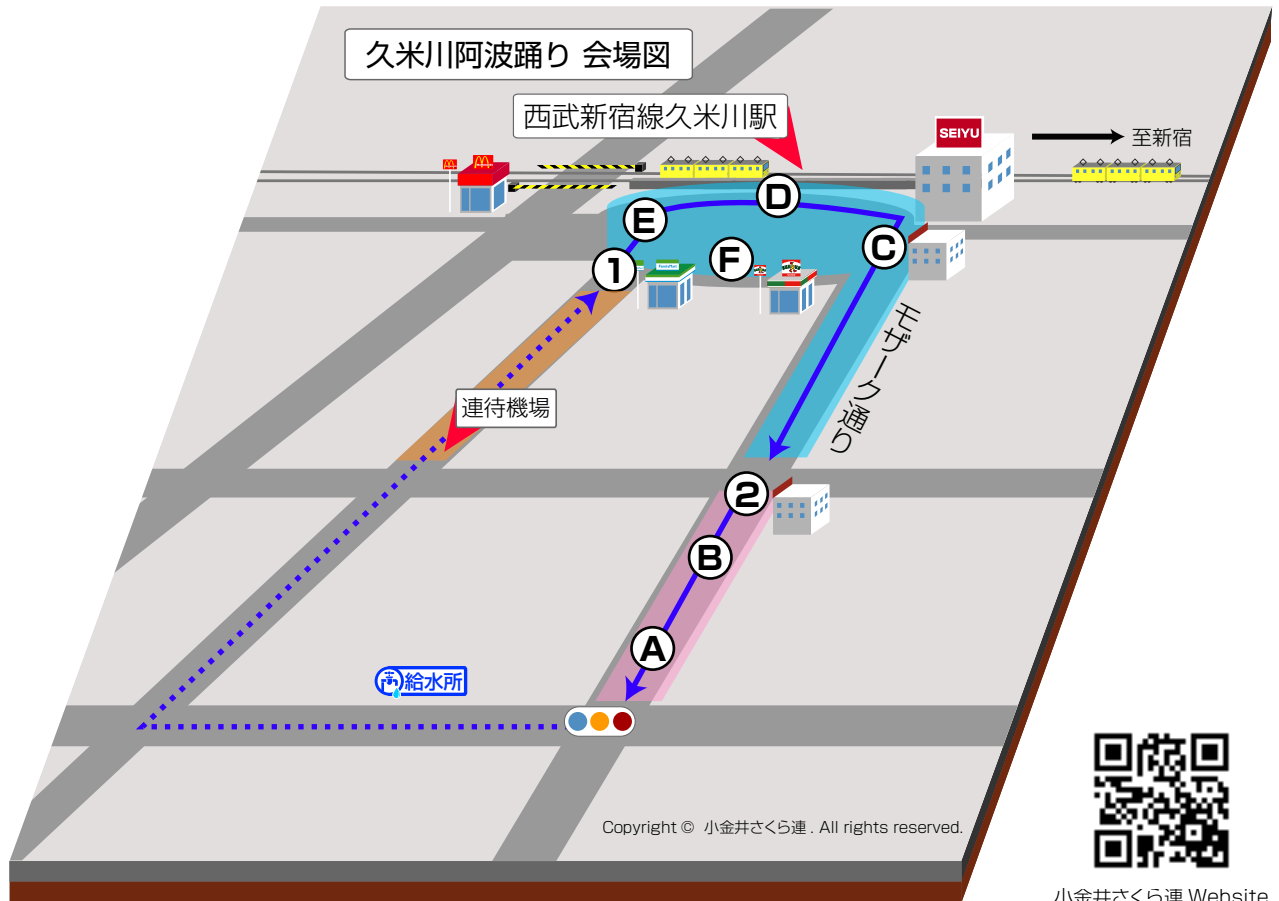 久米川阿波踊り 会場図
西武新宿線久米川駅
SEIYU
至新宿
D
E
C
F
1
モザーク通り
連待機場
2
B
A
給水所
Copyright © 小金井さくら連 . All rights reserved.
小金井さくら連 Website